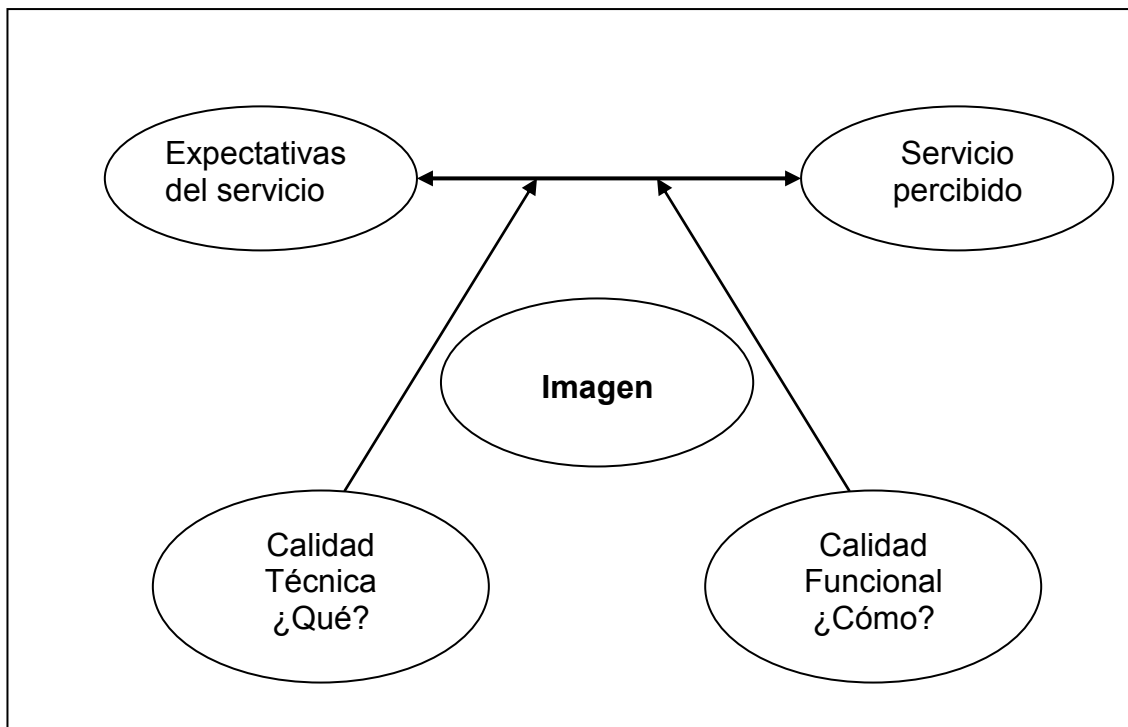 Expectativas
del servicio
Servicio
percibido
Imagen
Calidad
Técnica
¿Qué?
Calidad
Funcional
¿Cómo?